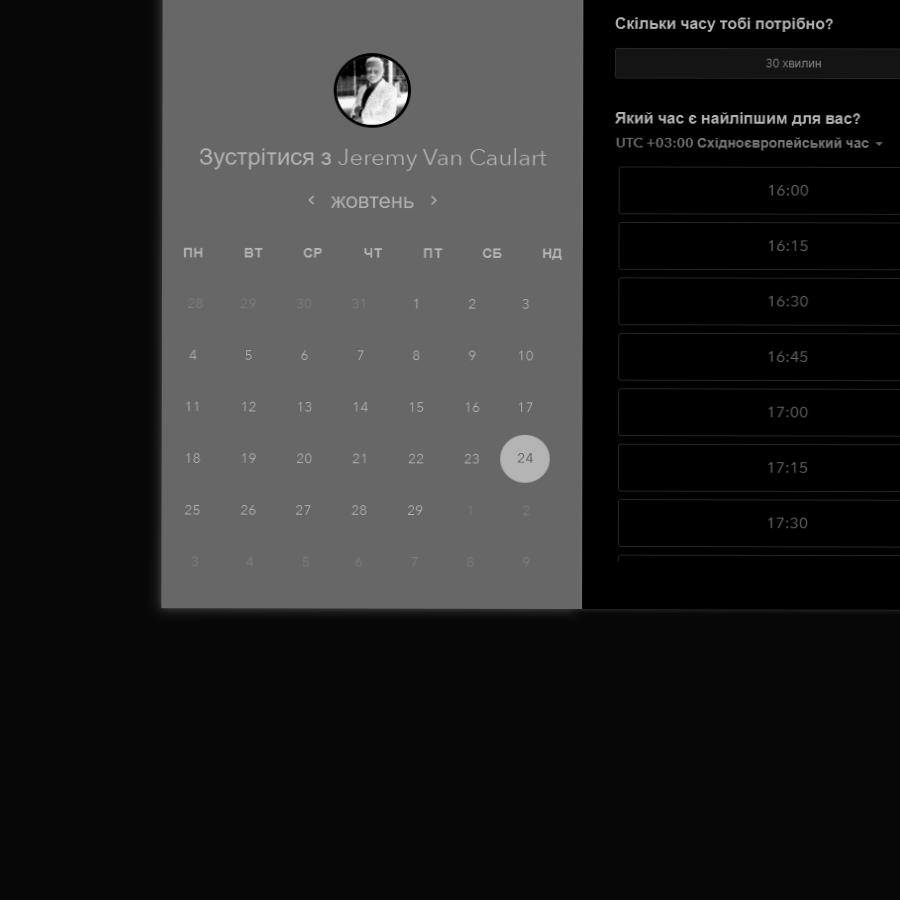 Зустрітися з Jeremy Van Caulart
жовтень
ПН ВТ СР ЧТ ПТ СБ НД
28 29 30 31 1 2 3
4 5 6 7 8 9 10
11 12 13 14 15 16 17
18 19 20 21 22 23 24
25 26 27 28 29 1 2
3 4 5 6 7 8 9
Скільки часу тобі потрібно?
30 хвилин
Який час є найліпшим для вас?
UTC +03:00 Східноєвропейський час
16:00
16:15
16:30
16:45
17:00
17:15
17:30